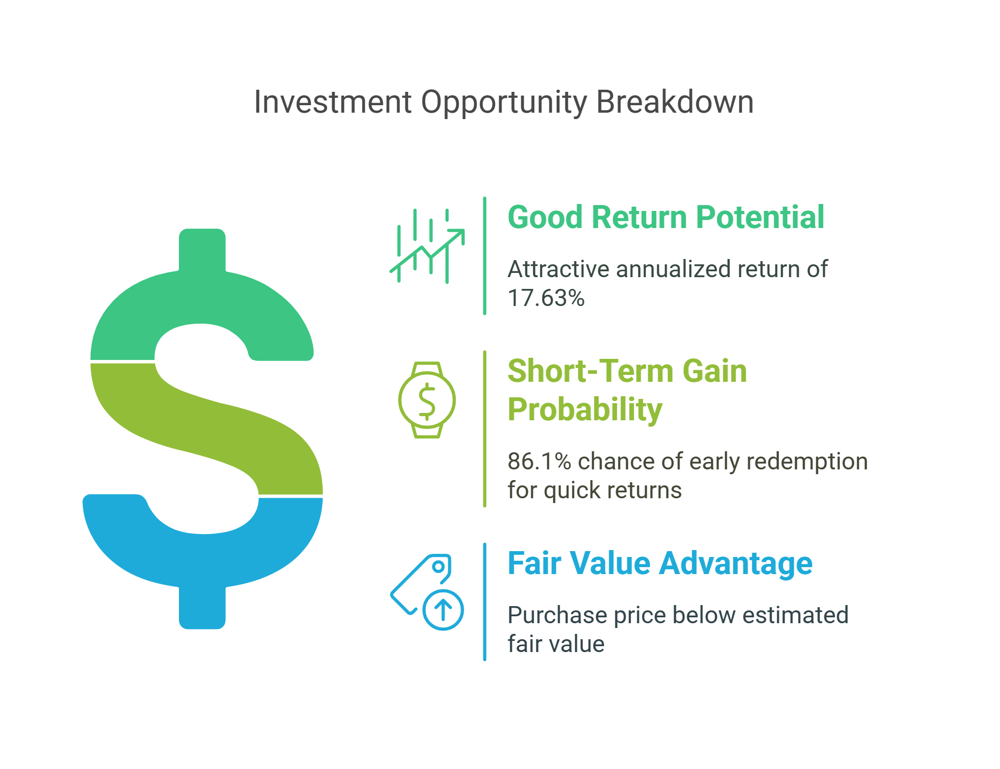 Investment Opportunity Breakdown
Good Return Potential
Attractive annualized return of
17.63%
Short-Term Gain
Probability
86.1% chance of early redemption
for quick returns
Fair Value Advantage
Purchase price below estimated
fair value